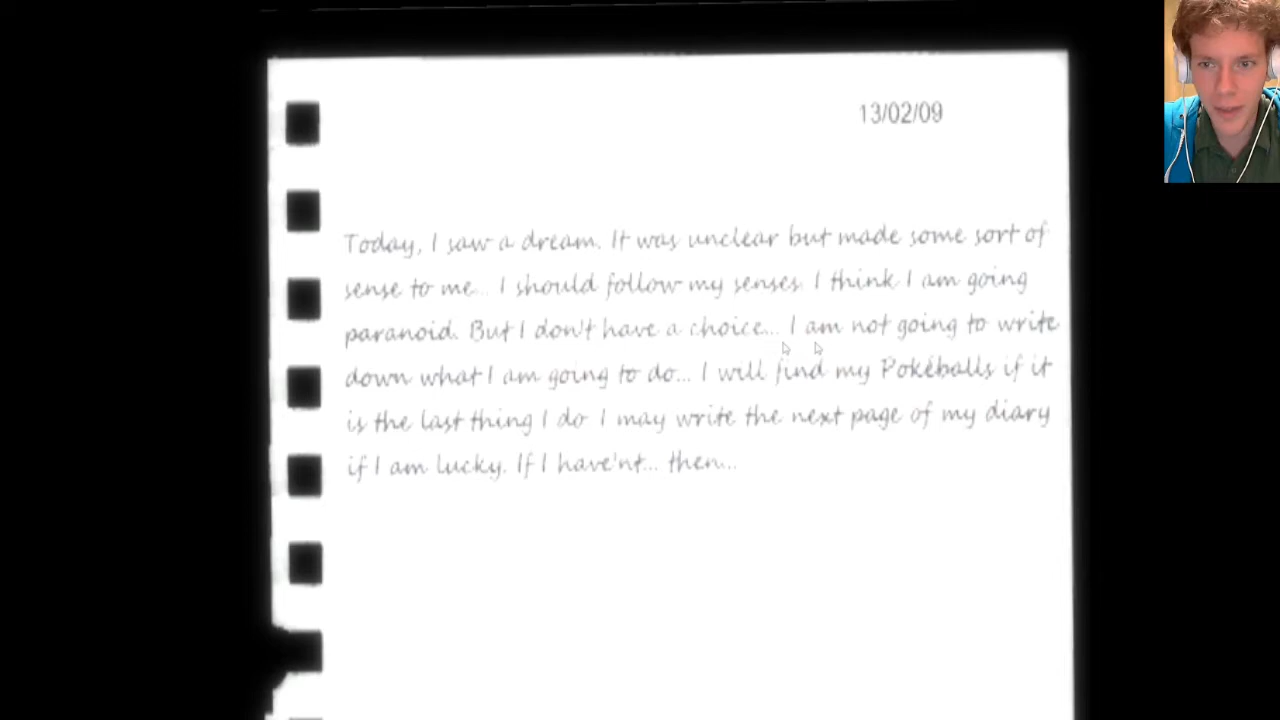 13/02/09
Today, I saw a dream. It was unclear but made some sort of
sense to me... I should follow my senses. I think I am going
paranoid. But I don't have a choice... I am not going to write
down what I am going to do... I will find my Pokéballs if it
is the last thing I do. I may write the next page of my diary
if I am lucky. If I have'nt... then...